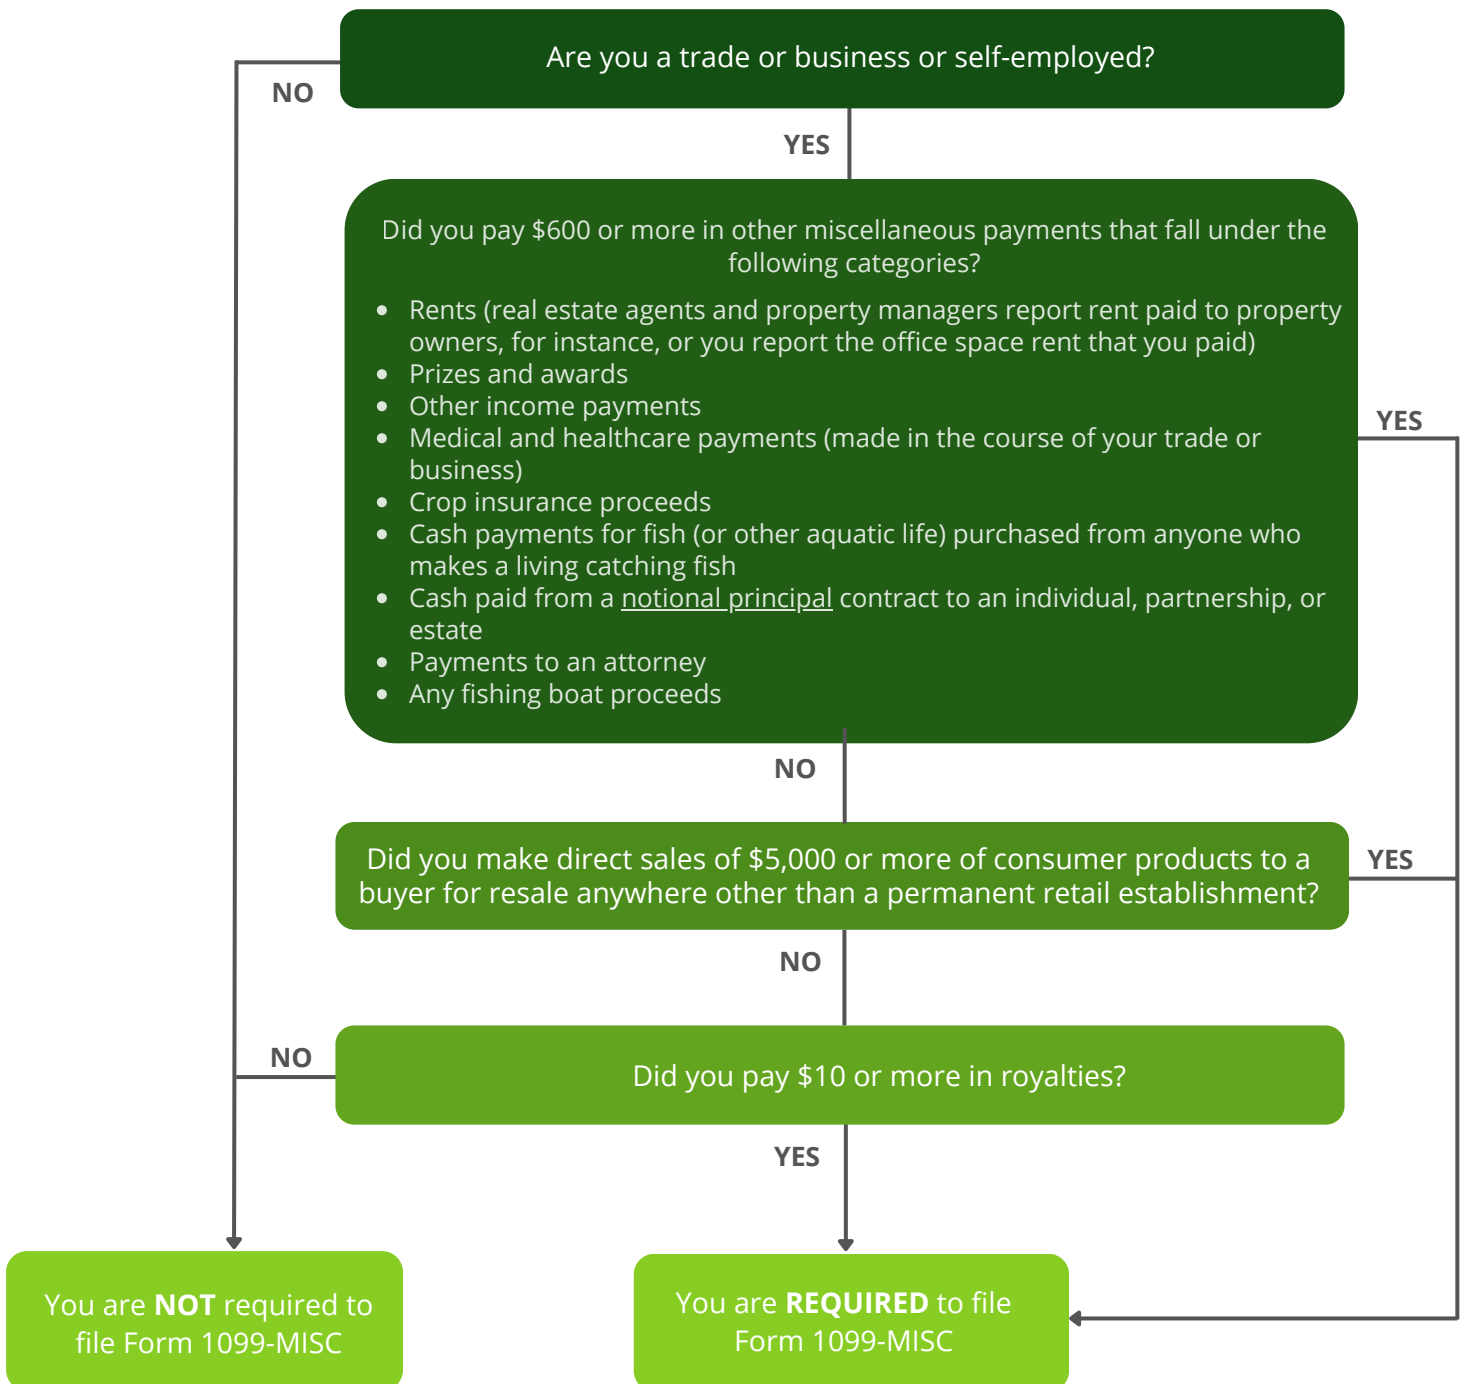 Are you a trade or business or self-employed?
NO
YES
Did you pay $600 or more in other miscellaneous payments that fall under the
following categories?
• Rents (real estate agents and property managers report rent paid to property
owners, for instance, or you report the office space rent that you paid)
• Prizes and awards
• Other income payments
• Medical and healthcare payments (made in the course of your trade or
business)
• Crop insurance proceeds
• Cash payments for fish (or other aquatic life) purchased from anyone who
makes a living catching fish
• Cash paid from a notional principal contract to an individual, partnership, or
estate
• Payments to an attorney
• Any fishing boat proceeds
YES
NO
Did you make direct sales of $5,000 or more of consumer products to a
buyer for resale anywhere other than a permanent retail establishment?
YES
NO
Did you pay $10 or more in royalties?
NO
YES
You are NOT required to
file Form 1099-MISC
You are REQUIRED to file
Form 1099-MISC